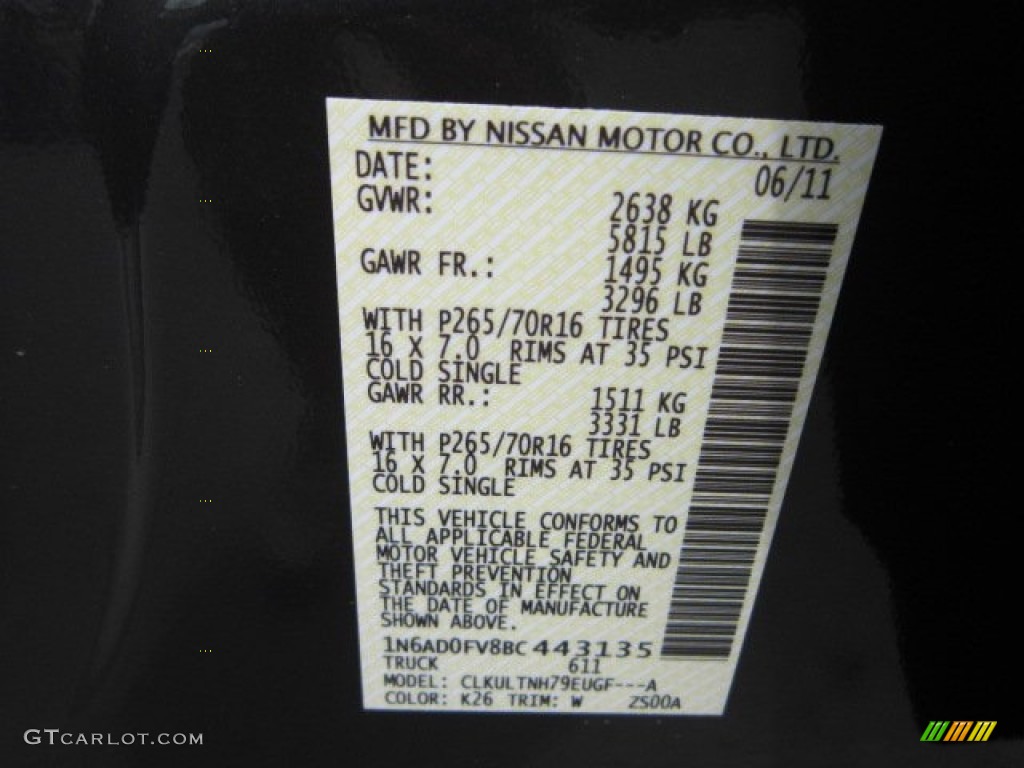 MFD BY NISSAN MOTOR CO., LTD.
DATE: 06/11
GVWR: 2638 KG
5815 LB
GAWR FR.: 1495 KG
3296 LB
WITH P265/70R16 TIRES
16 X 7.0 RIMS AT 35 PSI
COLD SINGLE
GAWR RR.: 1511 KG
3331 LB
WITH P265/70R16 TIRES
16 X 7.0 RIMS AT 35 PSI
COLD SINGLE
THIS VEHICLE CONFORMS TO
ALL APPLICABLE FEDERAL
MOTOR VEHICLE SAFETY AND
THEFT PREVENTION
STANDARDS IN EFFECT ON
THE DATE OF MANUFACTURE
SHOWN ABOVE.
1N6AD0FV8BC443135
TRUCK 611
MODEL: CLKULTNH79EUGF---A
COLOR: K26 TRIM: W ZS00A
GTCARLOT.COM